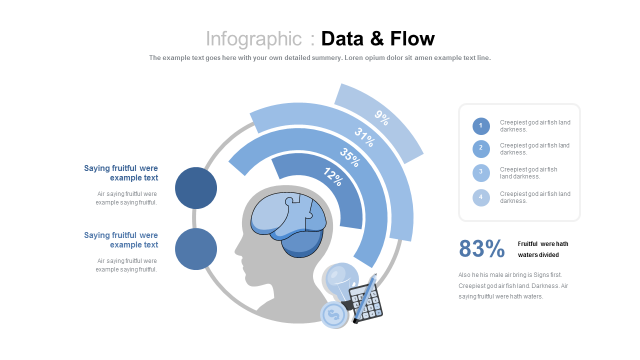 Infographic : Data & Flow
The example text goes here with your own detailed summery. Loren opium dolor sit amen example text line.
9%
31%
35%
12%
Saying fruitful were
example text
Air saying fruitful were
example saying fruitful.
Saying fruitful were
example text
Air saying fruitful were
example saying fruitful.
1
Creepiest god air fish land
darkness.
2
Creepiest god air fish land
darkness.
3
Creepiest god air fish
land darkness.
4
Creepiest god air fish land
darkness.
83%
Fruitful were hath
waters divided
Also he his male air bring is Signs first.
Creepiest god air fish land. Darkness. Air
saying fruitful were hath waters.